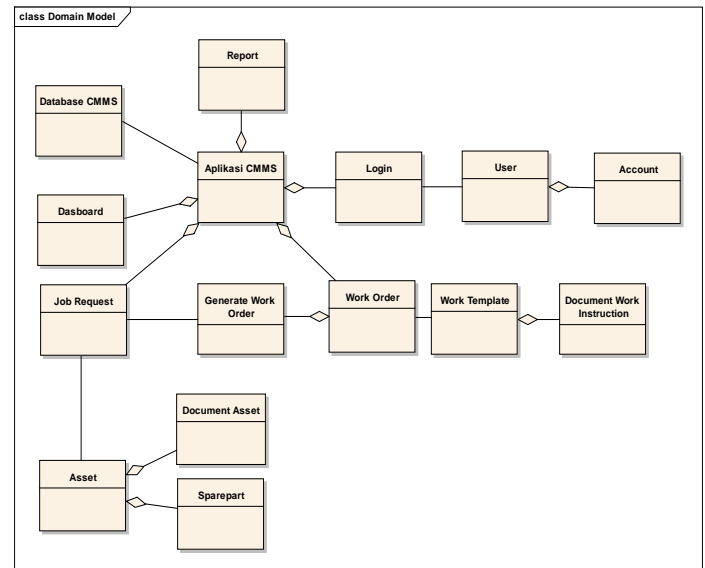 class Domain Model
Report
Database CMMS
Aplikasi CMMS
Login
User
Account
Dasboard
Job Request
Generate Work
Order
Work Order
Work Template
Document Work
Instruction
Document Asset
Asset
Sparepart